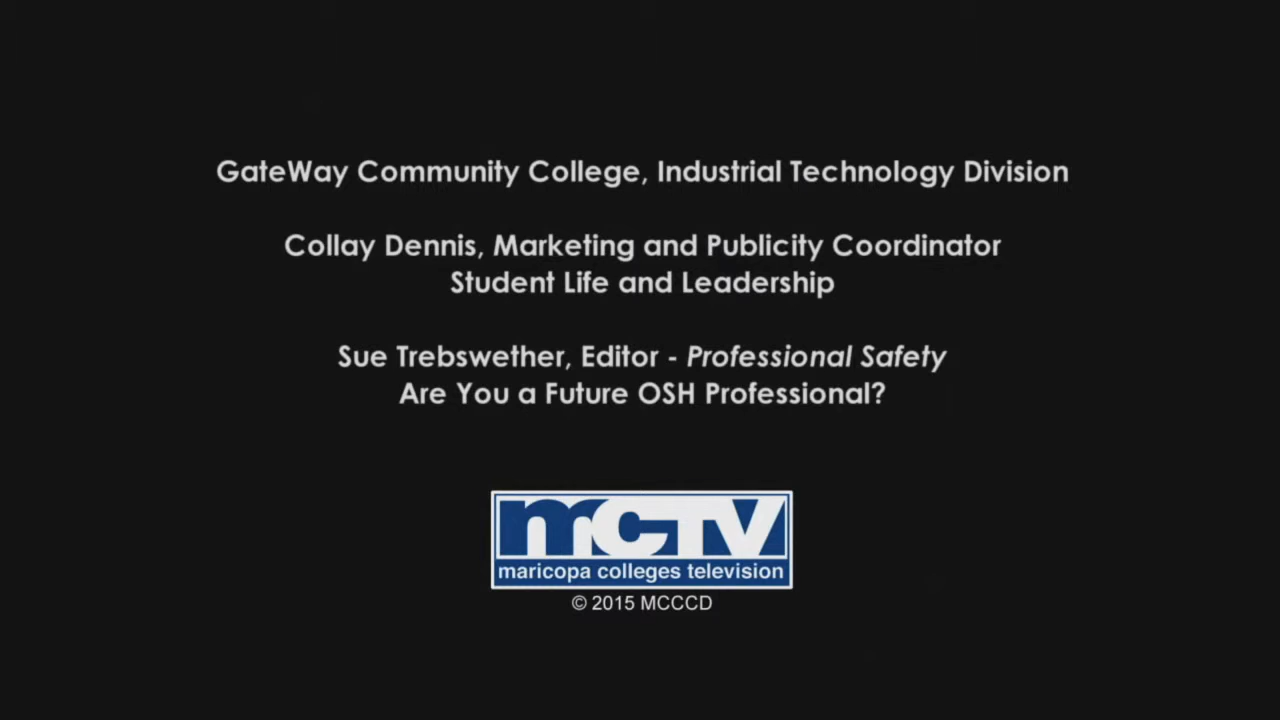 GateWay Community College, Industrial Technology Division
Collay Dennis, Marketing and Publicity Coordinator
Student Life and Leadership
Sue Trebswether, Editor - Professional Safety
Are You a Future OSH Professional?
mctv
maricopa colleges television
© 2015 MCCCD